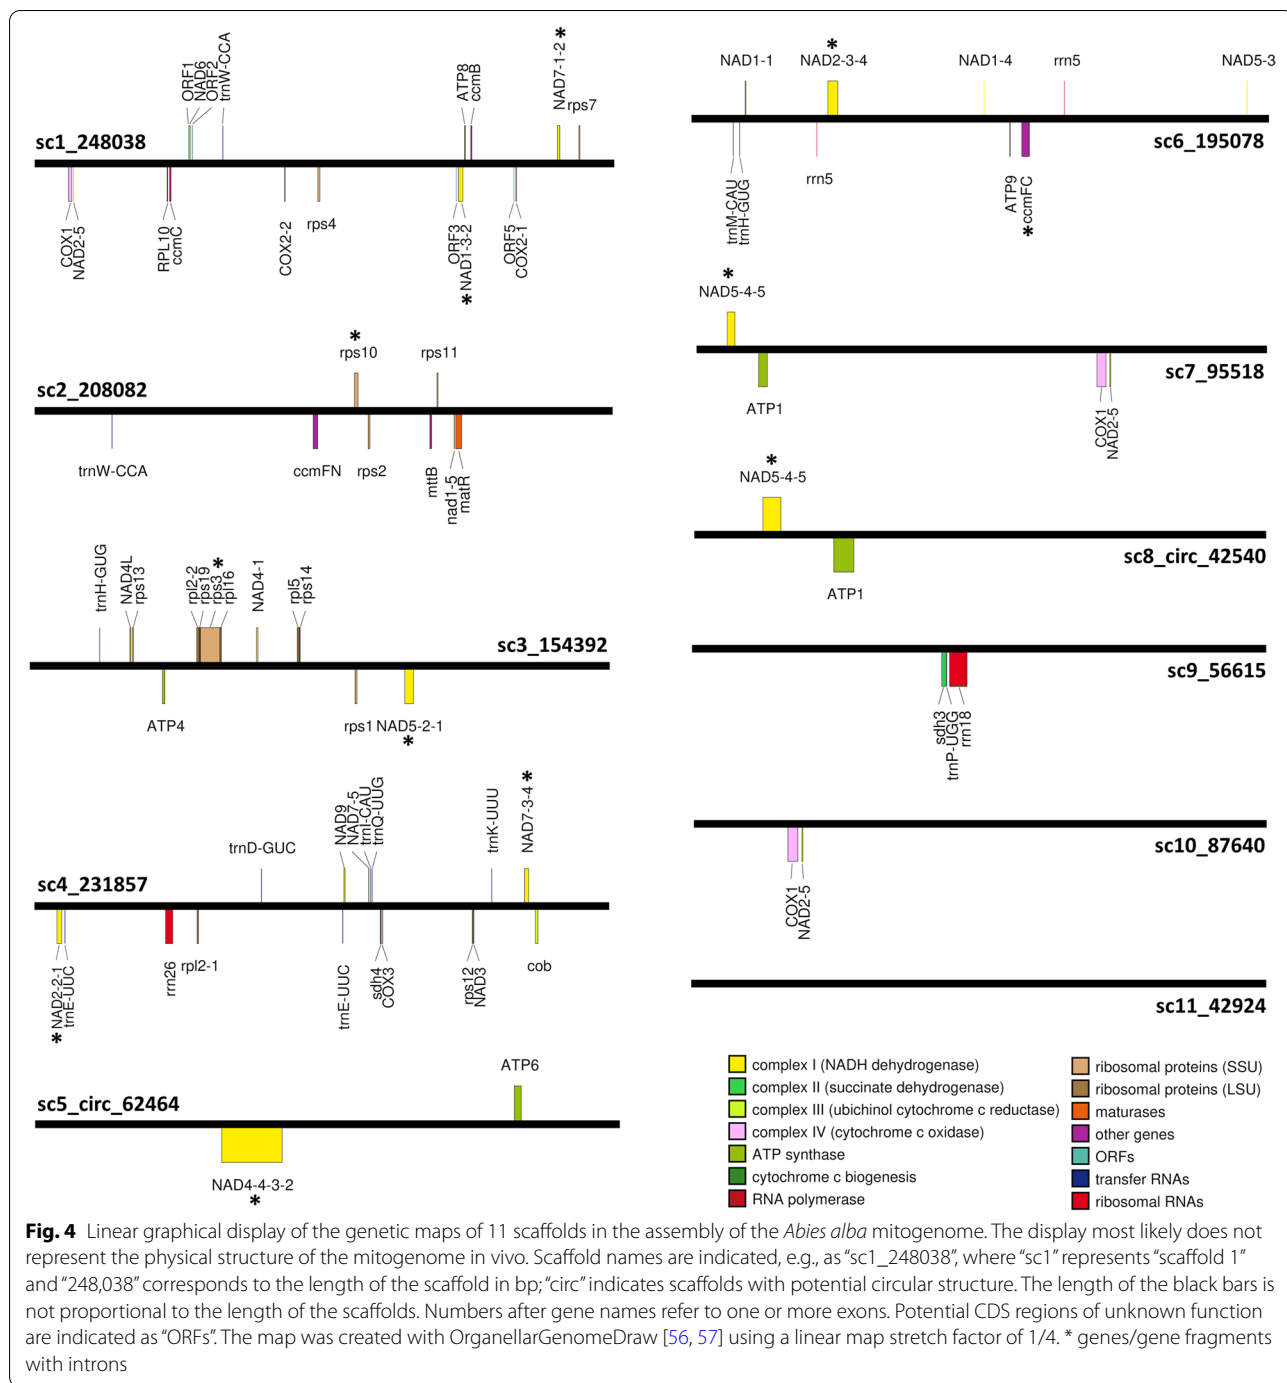 ORF1
NAD6
ORF2
trnW-CCA
ATP8
ccmB
NAD7-1-2 *
rps7
sc1_248038
COX1
NAD2-5
RPL10
ccmC
COX2-2
rps4
ORF3
* NAD1-3-2
ORF5
COX2-1
*
rps10
rps11
sc2_208082
trnW-CCA
ccmFN
rps2
mttB
nad1-5
matR
trnH-GUG
NAD4L
rps13
rpl2-2
rps19
rps3 *
rpl16
NAD4-1
rpl5
rps14
sc3_154392
ATP4
rps1
NAD5-2-1
*
trnD-GUC
NAD9
NAD7-5
trnI-CAU
trnQ-UUG
trnK-UUU
NAD7-3-4 *
sc4_231857
* NAD2-2-1
trnE-UUC
rrn26
rpl2-1
trnE-UUC
sdh4
COX3
rps12
NAD3
cob
ATP6
sc5_circ_62464
NAD4-4-3-2
*
*
NAD1-1
NAD2-3-4
NAD1-4
rrn5
NAD5-3
sc6_195078
trnM-CAU
trnH-GUG
rrn5
ATP9
* ccmFC
*
NAD5-4-5
sc7_95518
ATP1
COX1
NAD2-5
*
NAD5-4-5
sc8_circ_42540
ATP1
sc9_56615
sdh3
trnP-UGG
rrn18
sc10_87640
COX1
NAD2-5
sc11_42924
complex I (NADH dehydrogenase)
complex II (succinate dehydrogenase)
complex III (ubichinol cytochrome c reductase)
complex IV (cytochrome c oxidase)
ATP synthase
cytochrome c biogenesis
RNA polymerase
ribosomal proteins (SSU)
ribosomal proteins (LSU)
maturases
other genes
ORFs
transfer RNAs
ribosomal RNAs
Fig. 4 Linear graphical display of the genetic maps of 11 scaffolds in the assembly of the Abies alba mitogenome. The display most likely does not
represent the physical structure of the mitogenome in vivo. Scaffold names are indicated, e.g., as “sc1_248038”, where “sc1” represents “scaffold 1”
and “248,038” corresponds to the length of the scaffold in bp; “circ” indicates scaffolds with potential circular structure. The length of the black bars is
not proportional to the length of the scaffolds. Numbers after gene names refer to one or more exons. Potential CDS regions of unknown function
are indicated as “ORFs”. The map was created with OrganellarGenomeDraw [56, 57] using a linear map stretch factor of 1/4. * genes/gene fragments
with introns